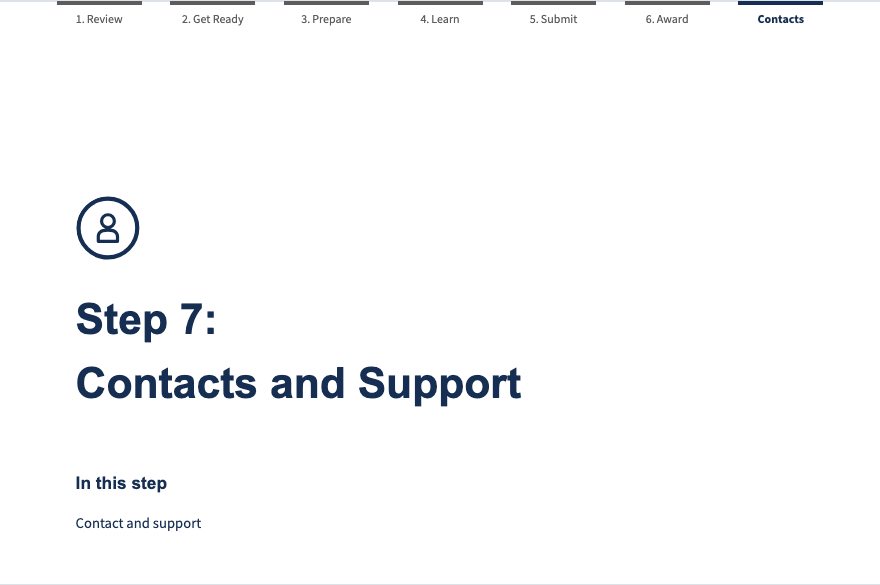 1. Review
2. Get Ready
3. Prepare
4. Learn
5. Submit
6. Award
Contacts
Step 7:
Contacts and Support
In this step
Contact and support